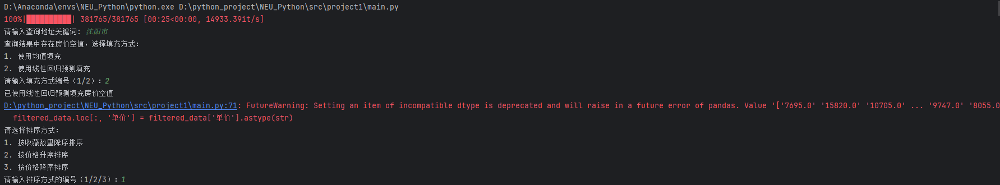 D:\Anaconda\envs\NEU_Python\python.exe D:\python_project\NEU_Python\src\project1\main.py
100%|██████████| 381765/381765 [00:25<00:00, 14933.39it/s]
请输入查询地址关键词: 沈阳市
查询结果中存在房价空值，选择填充方式:
1. 使用均值填充
2. 使用线性回归预测填充
请输入填充方式编号（1/2）：2
已使用线性回归预测填充房价空值
D:\python_project\NEU_Python\src\project1\main.py:71: FutureWarning: Setting an item of incompatible dtype is deprecated and will raise in a future error of pandas. Value '['7695.0' '15820.0' '10705.0' ... '9747.0' '8055.0
filtered_data.loc[:, '单价'] = filtered_data['单价'].astype(str)
请选择排序方式:
1. 按收藏数量降序排序
2. 按价格升序排序
3. 按价格降序排序
请输入排序方式的编号（1/2/3）：1